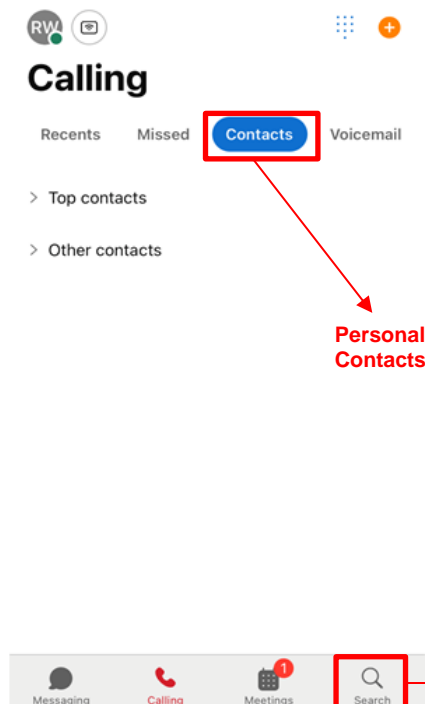 RW
Calling
Recents Missed Contacts Voicemail
Top contacts
Other contacts
Personal
Contacts
1
Messaging Calling Meetings Search